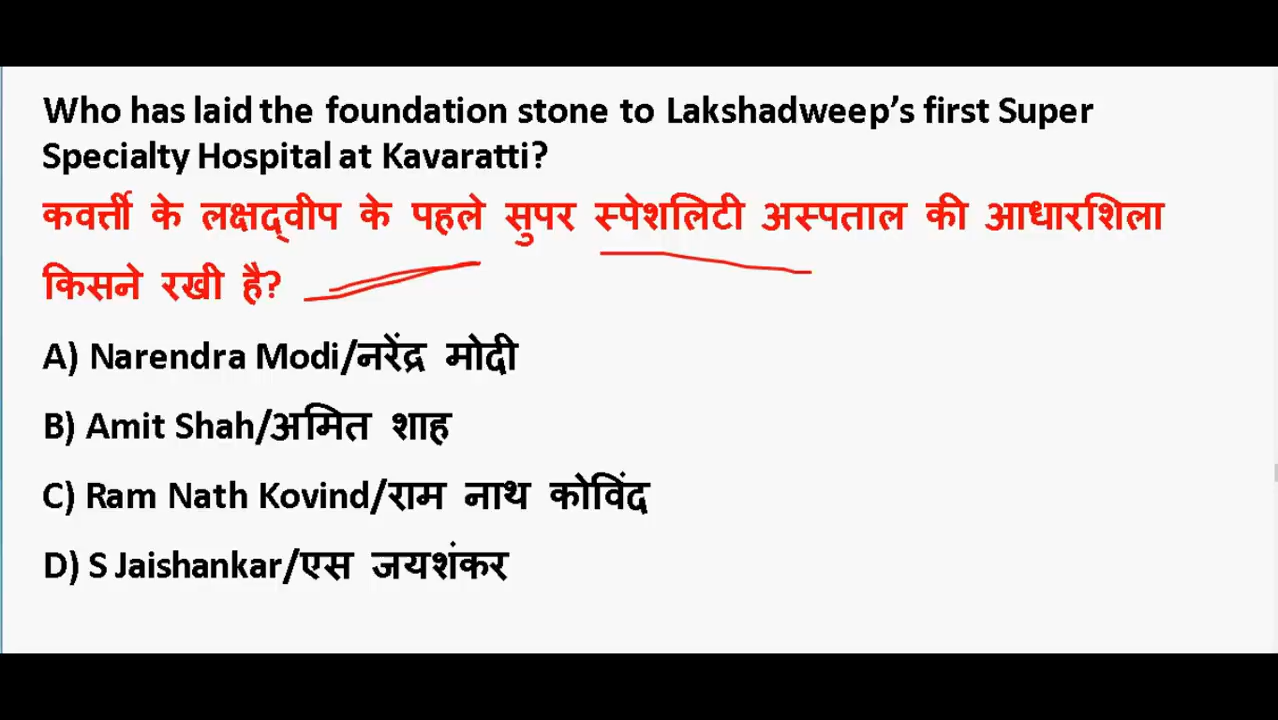 Who has laid the foundation stone to Lakshadweep’s first Super
Specialty Hospital at Kavaratti?
कवर्त्ती के लक्षद्वीप के पहले सुपर स्पेशलिटी अस्पताल की आधारशिला
किसने रखी है?
A) Narendra Modi/नरेंद्र मोदी
B) Amit Shah/अमित शाह
C) Ram Nath Kovind/राम नाथ कोविंद
D) S Jaishankar/एस जयशंकर